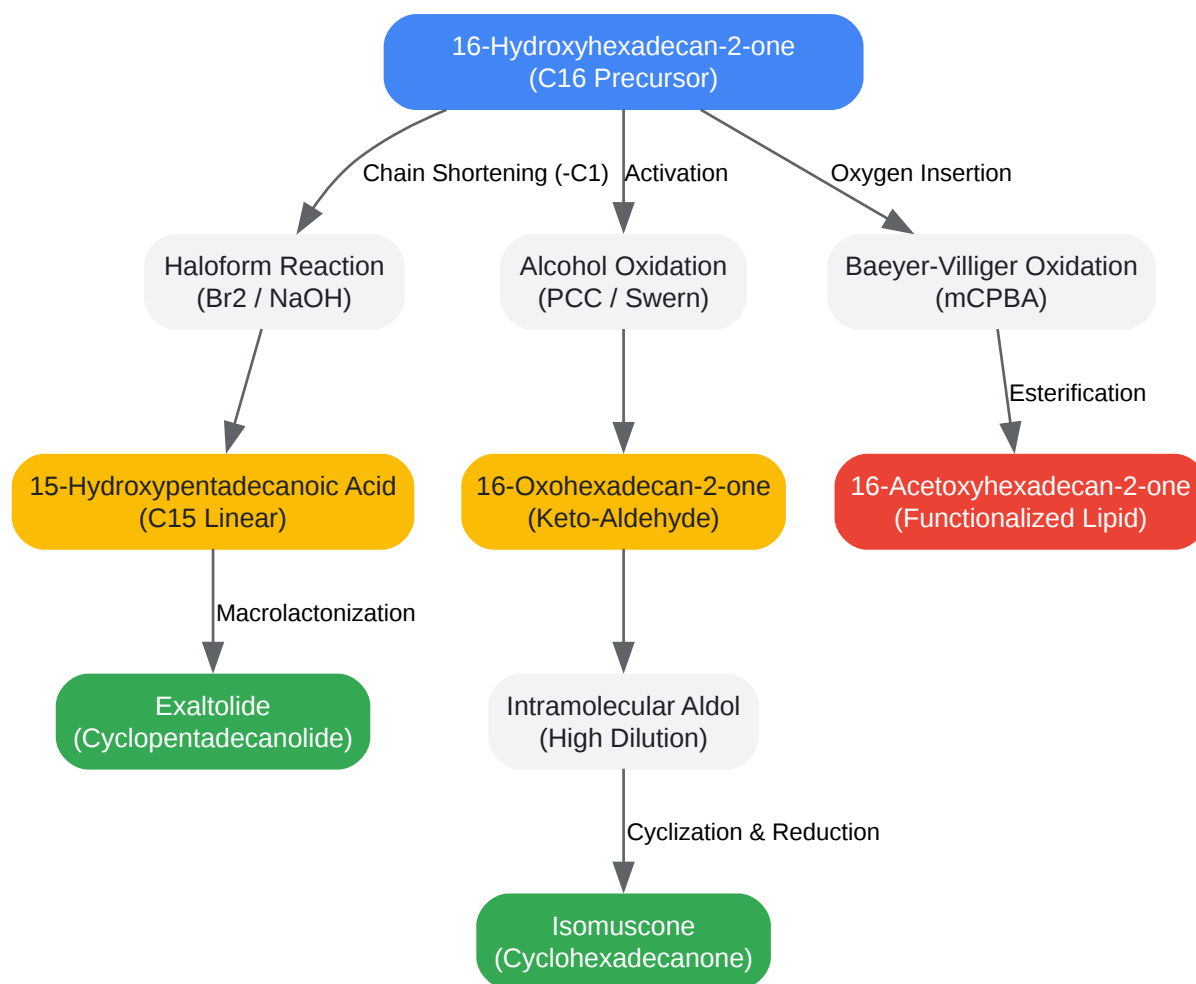 16-Hydroxyhexadecan-2-one
(C16 Precursor)
Chain Shortening (-C1)
Activation
Oxygen Insertion
Haloform Reaction
(Br2 / NaOH)
Alcohol Oxidation
(PCC / Swern)
Baeyer-Villiger Oxidation
(mCPBA)
Esterification
15-Hydroxypentadecanoic Acid
(C15 Linear)
16-Oxohexadecan-2-one
(Keto-Aldehyde)
16-Acetoxyhexadecan-2-one
(Functionalized Lipid)
Macrolactonization
Exaltolide
(Cyclopentadecanolide)
Intramolecular Aldol
(High Dilution)
Cyclization & Reduction
Isomuscone
(Cyclohexadecanone)